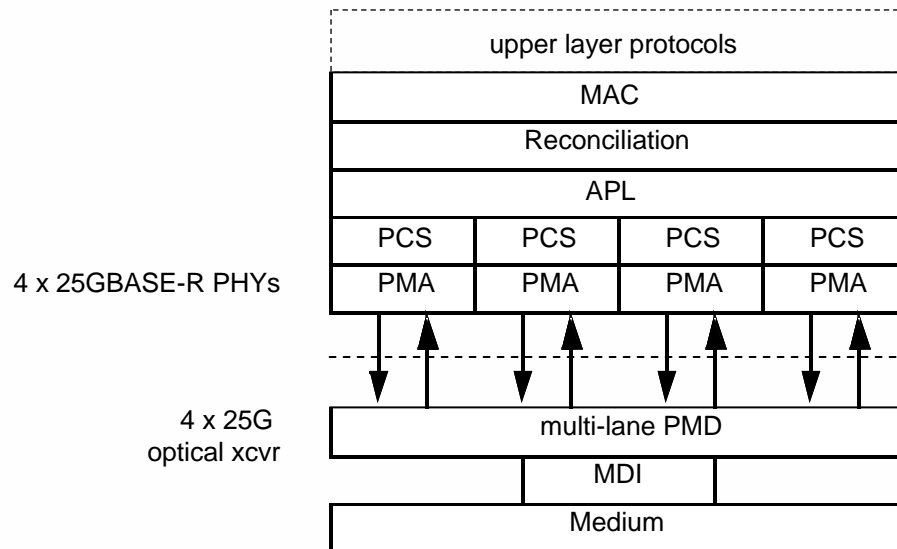 upper layer protocols
MAC
Reconciliation
APL
PCS PCS PCS PCS
4 x 25GBASE-R PHYs PMA PMA PMA PMA
4 x 25G
optical xcvr
multi-lane PMD
MDI
Medium